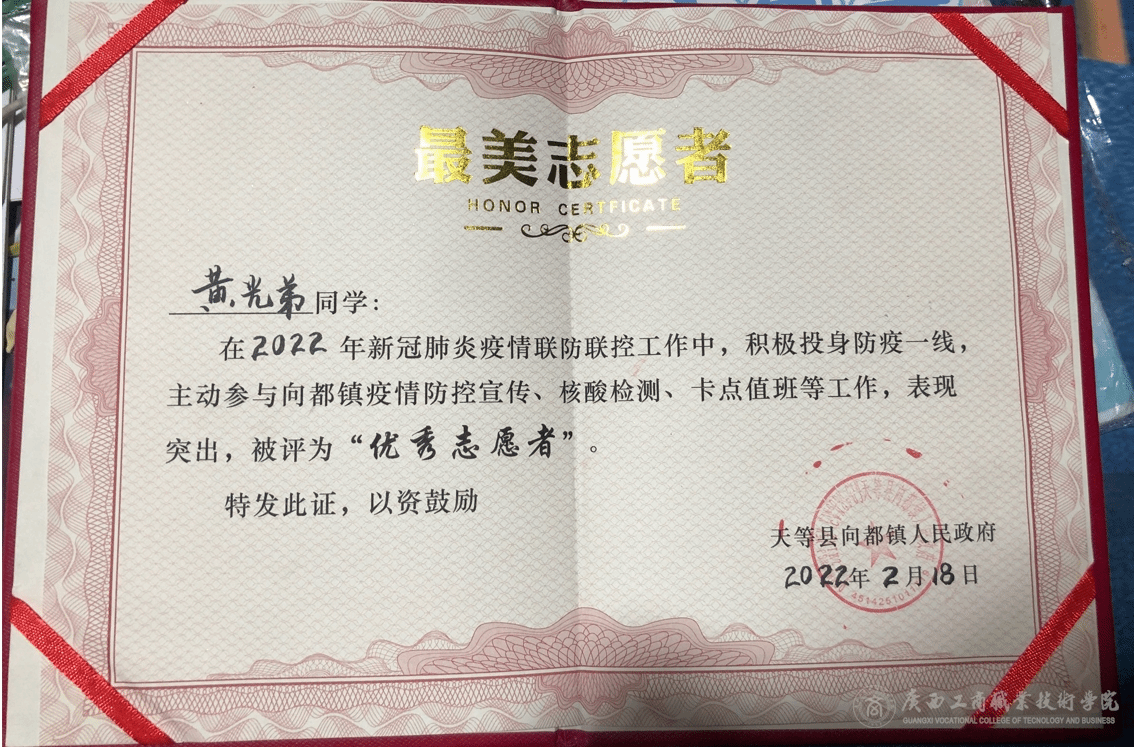 最美志愿者
HONOR CERTFICATE
黄光弟同学：
在2022年新冠肺炎疫情联防联控工作中，积极投身防疫一线，
主动参与向都镇疫情防控宣传、核酸检测、卡点值班等工作，表现
突出，被评为“优秀志愿者”。
特发此证，以资鼓励
天等县向都镇人民政府
2022年2月18日
广西工商職業技術学院
GUANGXI VOCATIONAL COLLEGE OF TECNOLOGY AND BUSINESS